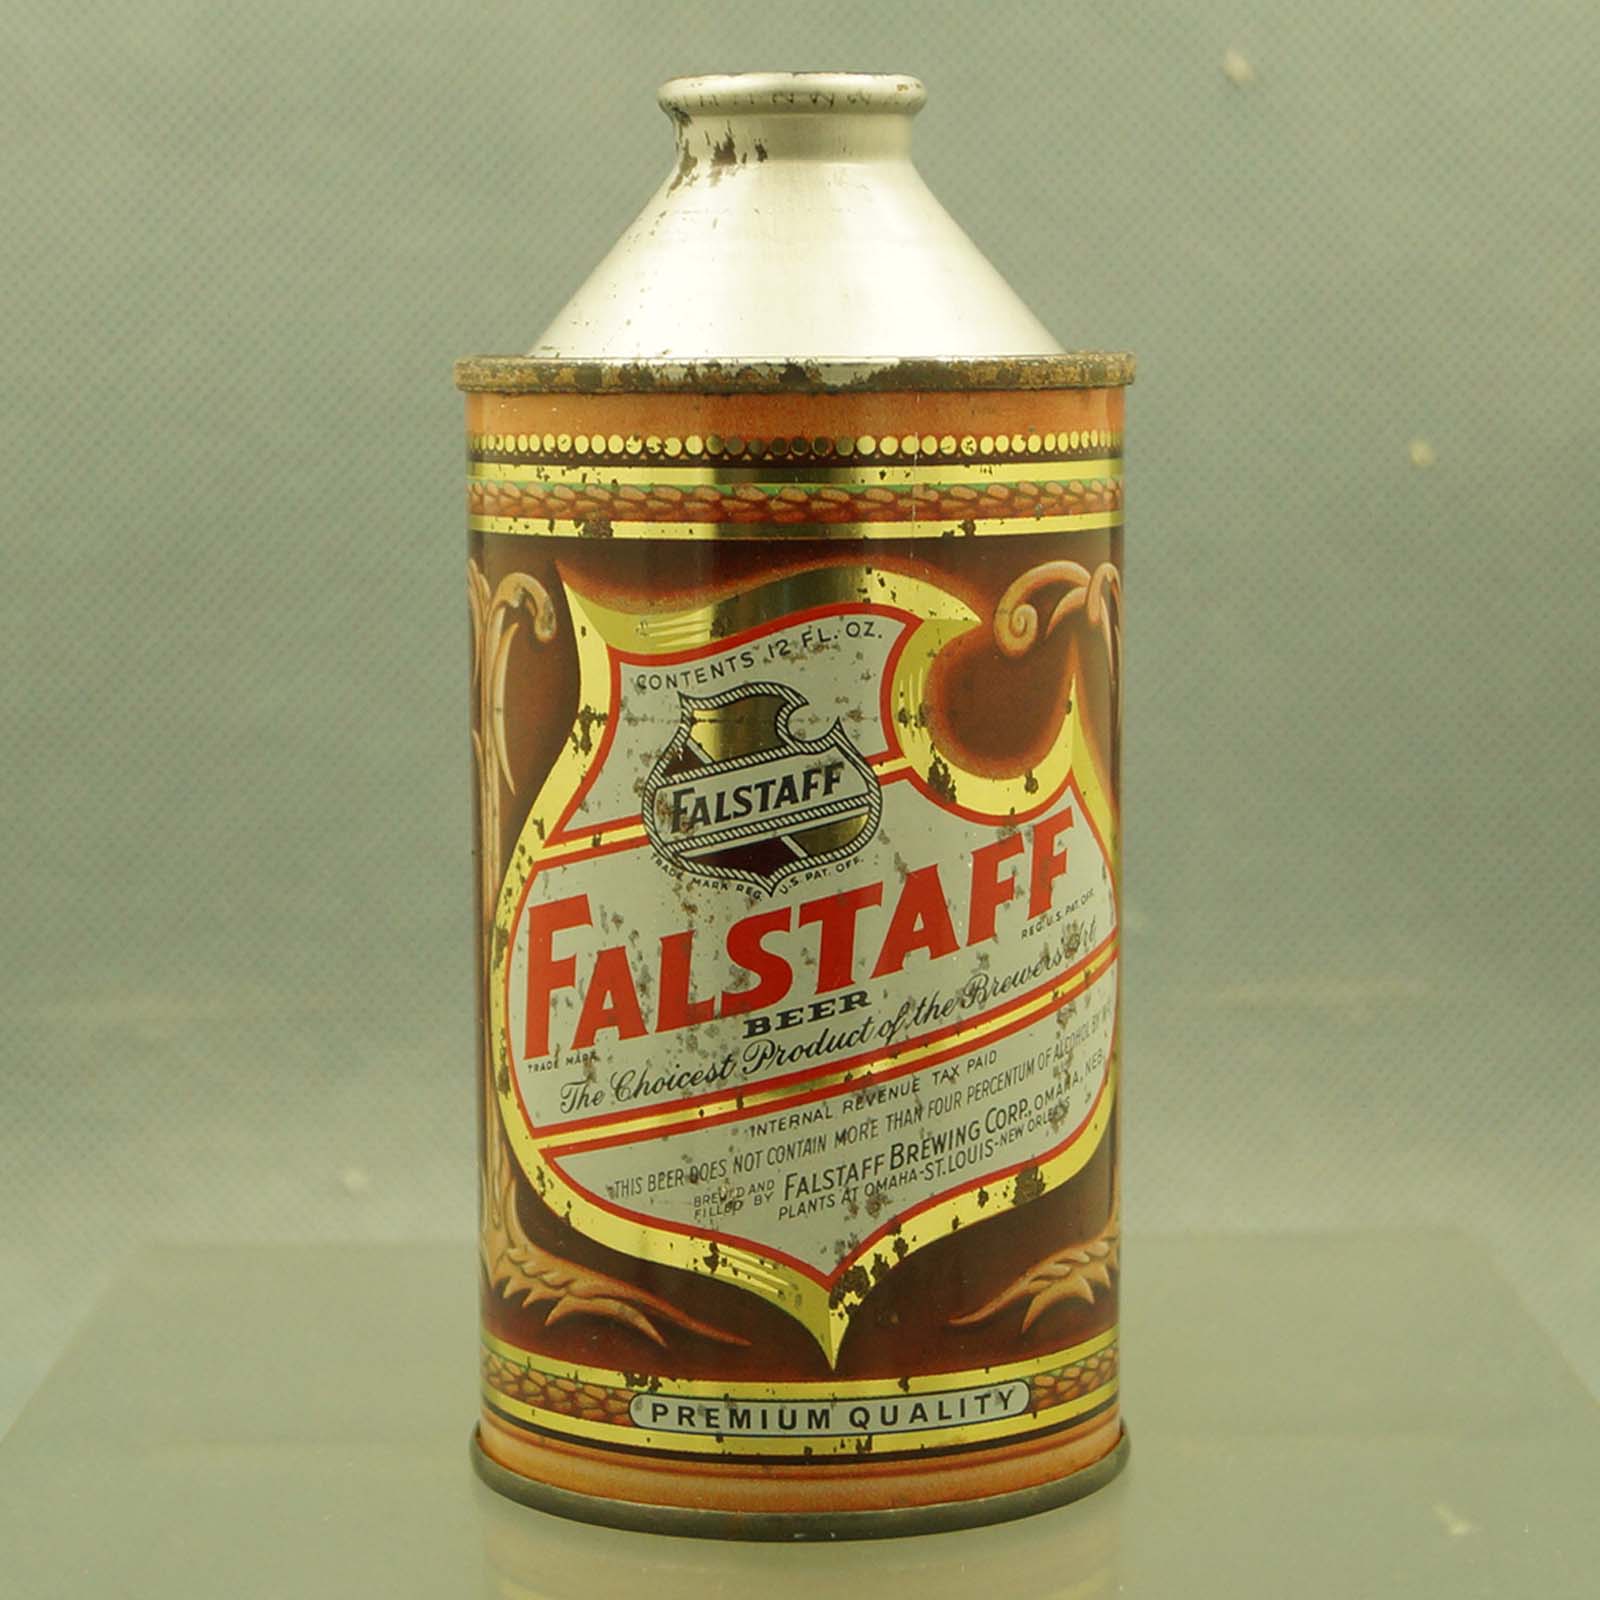 CONTENTS 12 FL. OZ.
FALSTAFF
TRADE MARK REG. U.S. PAT. OFF.
FALSTAFF
TRADE MARK
REG. U.S. PAT. OFF.
BEER
The Choicest Product of the Brewers' Art
INTERNAL REVENUE TAX PAID
THIS BEER DOES NOT CONTAIN MORE THAN FOUR PERCENTUM OF ALCOHOL BY
BREWED AND
FILLED BY
FALSTAFF BREWING CORP., OMAHA, NEB.
PLANTS AT OMAHA-ST. LOUIS-NEW ORLEANS
PREMIUM QUALITY